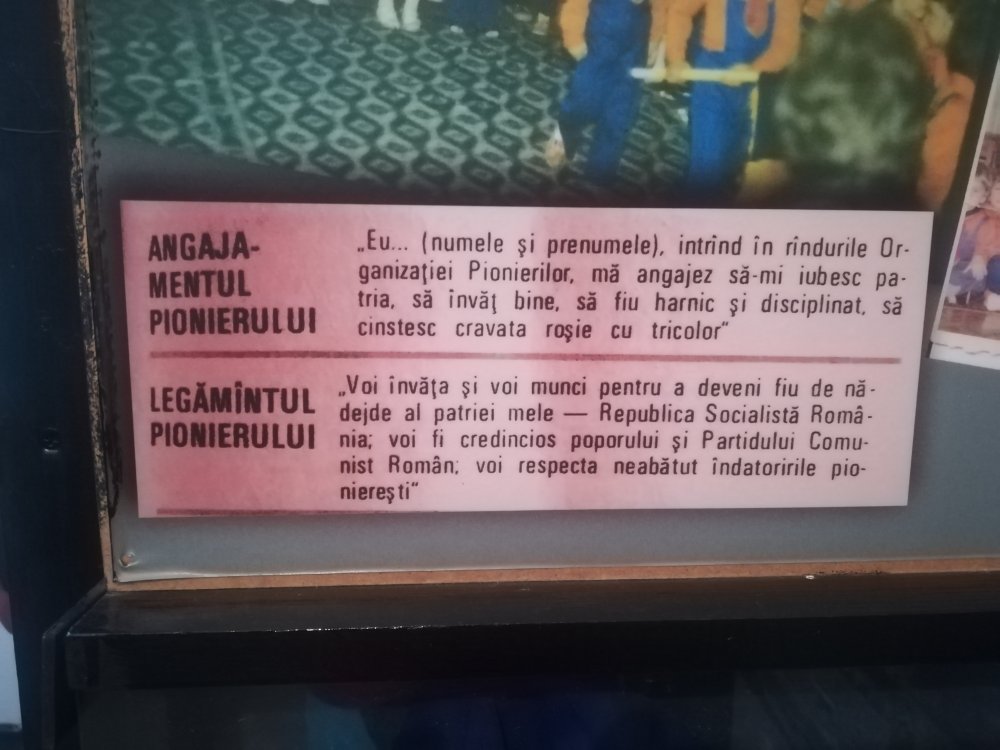 ANGAJA-
MENTUL
PIONIERULUI
„Eu... (numele şi prenumele), intrînd în rîndurile Or-
ganizaţiei Pionierilor, mă angajez să-mi iubesc pa-
tria, să învăţ bine, să fiu harnic şi disciplinat, să
cinstesc cravata roşie cu tricolor“
LEGĂMÎNTUL
PIONIERULUI
„Voi învăţa şi voi munci pentru a deveni fiu de nă-
dejde al patriei mele — Republica Socialistă Româ-
nia; voi fi credincios poporului şi Partidului Comu-
nist Român; voi respecta neabătut îndatoririle pio-
niereşti“